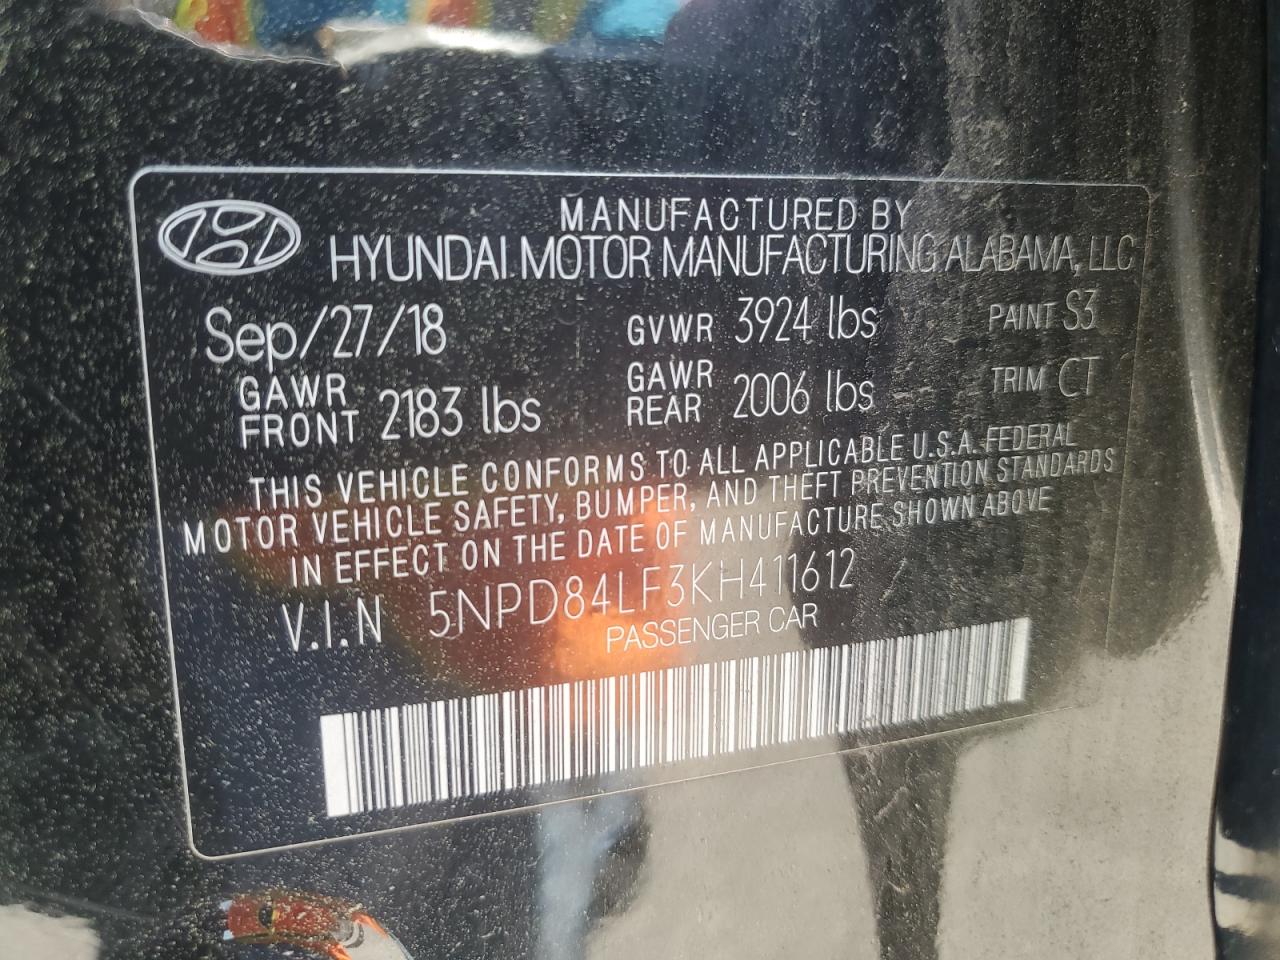 MANUFACTURED BY
HYUNDAI MOTOR MANUFACTURING ALABAMA, LLC
Sep/27/18 GVWR 3924 lbs PAINT S3
GAWR FRONT 2183 lbs GAWR REAR 2006 lbs TRIM CT
THIS VEHICLE CONFORMS TO ALL APPLICABLE U.S.A. FEDERAL
MOTOR VEHICLE SAFETY, BUMPER, AND THEFT PREVENTION STANDARDS
IN EFFECT ON THE DATE OF MANUFACTURE SHOWN ABOVE
V.I.N 5NPD84LF3KH411612
PASSENGER CAR